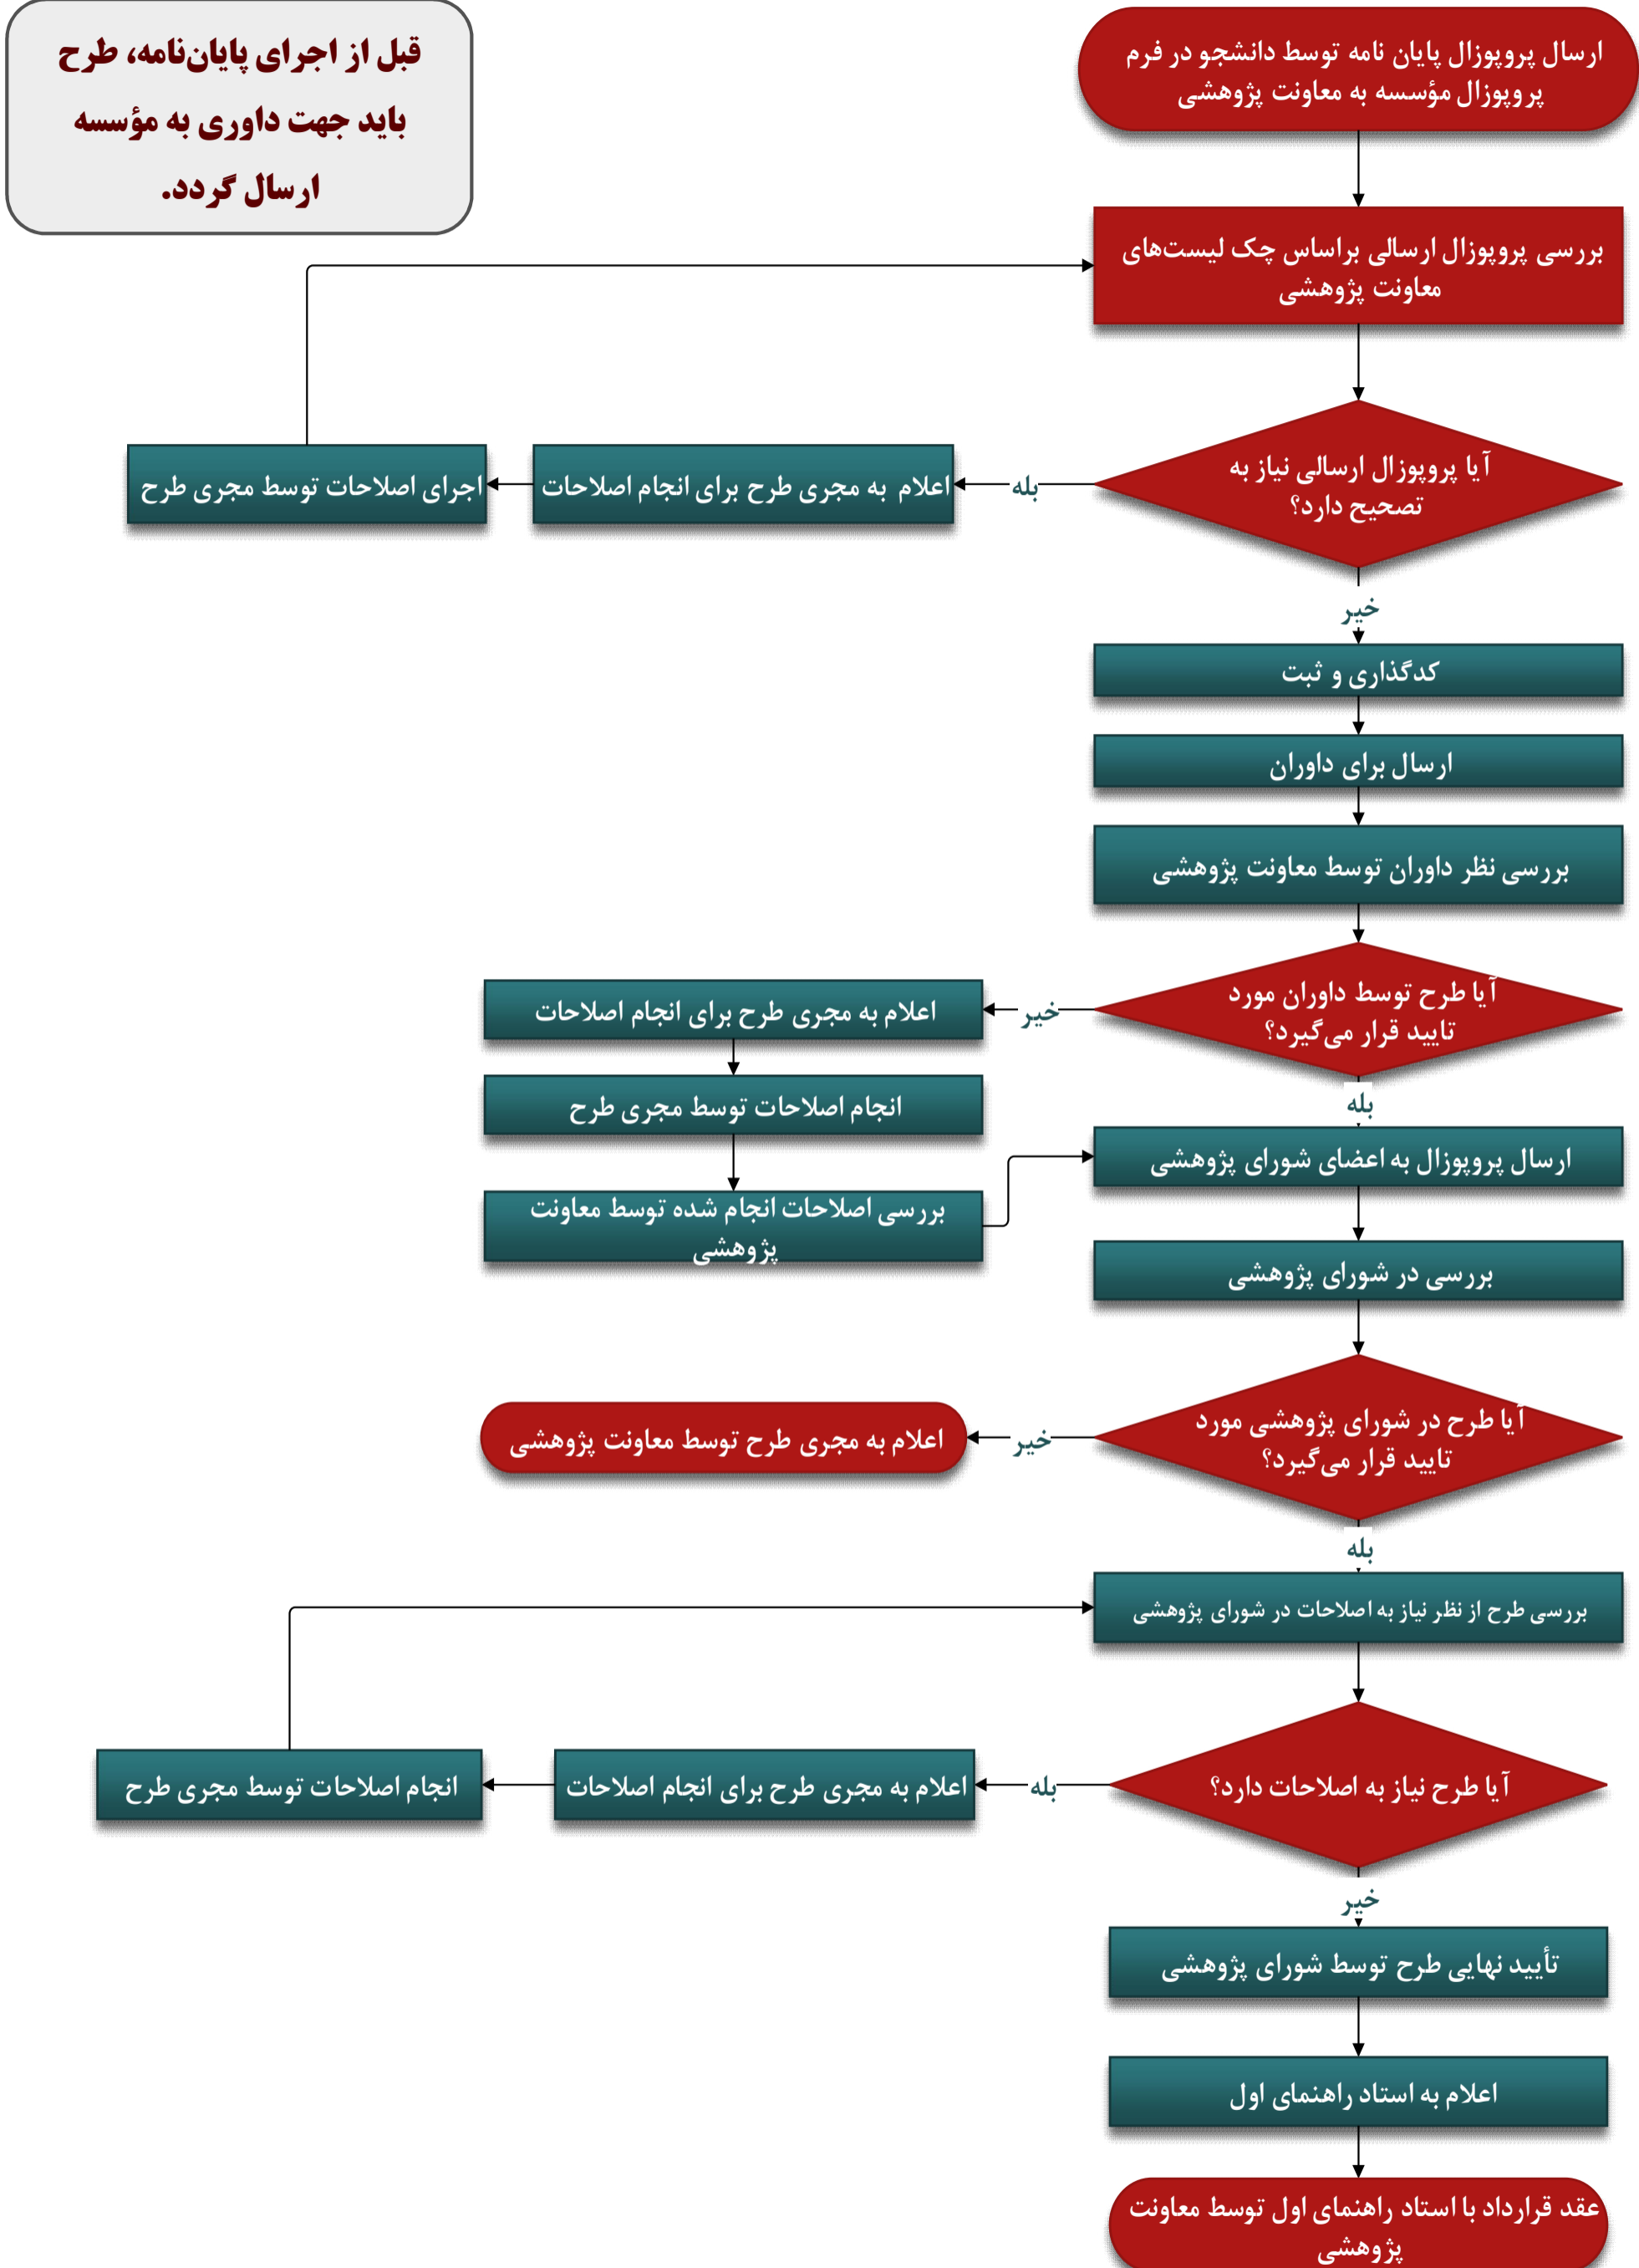 قبل از اجرای پایان‌نامه، طرح
باید جهت داوری به مؤسسه
ارسال گردد.
ارسال پروپوزال پایان نامه توسط دانشجو در فرم
پروپوزال مؤسسه به معاونت پژوهشی
بررسی پروپوزال ارسالی براساس چک لیست‌های
معاونت پژوهشی
آیا پروپوزال ارسالی نیاز به
تصحیح دارد؟
بله
اعلام به مجری طرح برای انجام اصلاحات
اجرای اصلاحات توسط مجری طرح
خیر
کدگذاری و ثبت
ارسال برای داوران
بررسی نظر داوران توسط معاونت پژوهشی
آیا طرح توسط داوران مورد
تایید قرار می‌گیرد؟
خیر
اعلام به مجری طرح برای انجام اصلاحات
انجام اصلاحات توسط مجری طرح
بررسی اصلاحات انجام شده توسط معاونت
پژوهشی
بله
ارسال پروپوزال به اعضای شورای پژوهشی
بررسی در شورای پژوهشی
آیا طرح در شورای پژوهشی مورد
تایید قرار می‌گیرد؟
خیر
اعلام به مجری طرح توسط معاونت پژوهشی
بله
بررسی طرح از نظر نیاز به اصلاحات در شورای پژوهشی
آیا طرح نیاز به اصلاحات دارد؟
بله
اعلام به مجری طرح برای انجام اصلاحات
انجام اصلاحات توسط مجری طرح
خیر
تأیید نهایی طرح توسط شورای پژوهشی
اعلام به استاد راهنمای اول
عقد قرارداد با استاد راهنمای اول توسط معاونت
پژوهشی